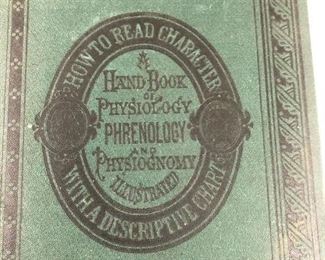 HOW TO READ CHARACTER
A
HAND-BOOK
OF
PHYSIOLOGY
PHRENOLOGY
AND
PHYSIOGNOMY
ILLUSTRATED
WITH A DESCRIPTIVE CHART